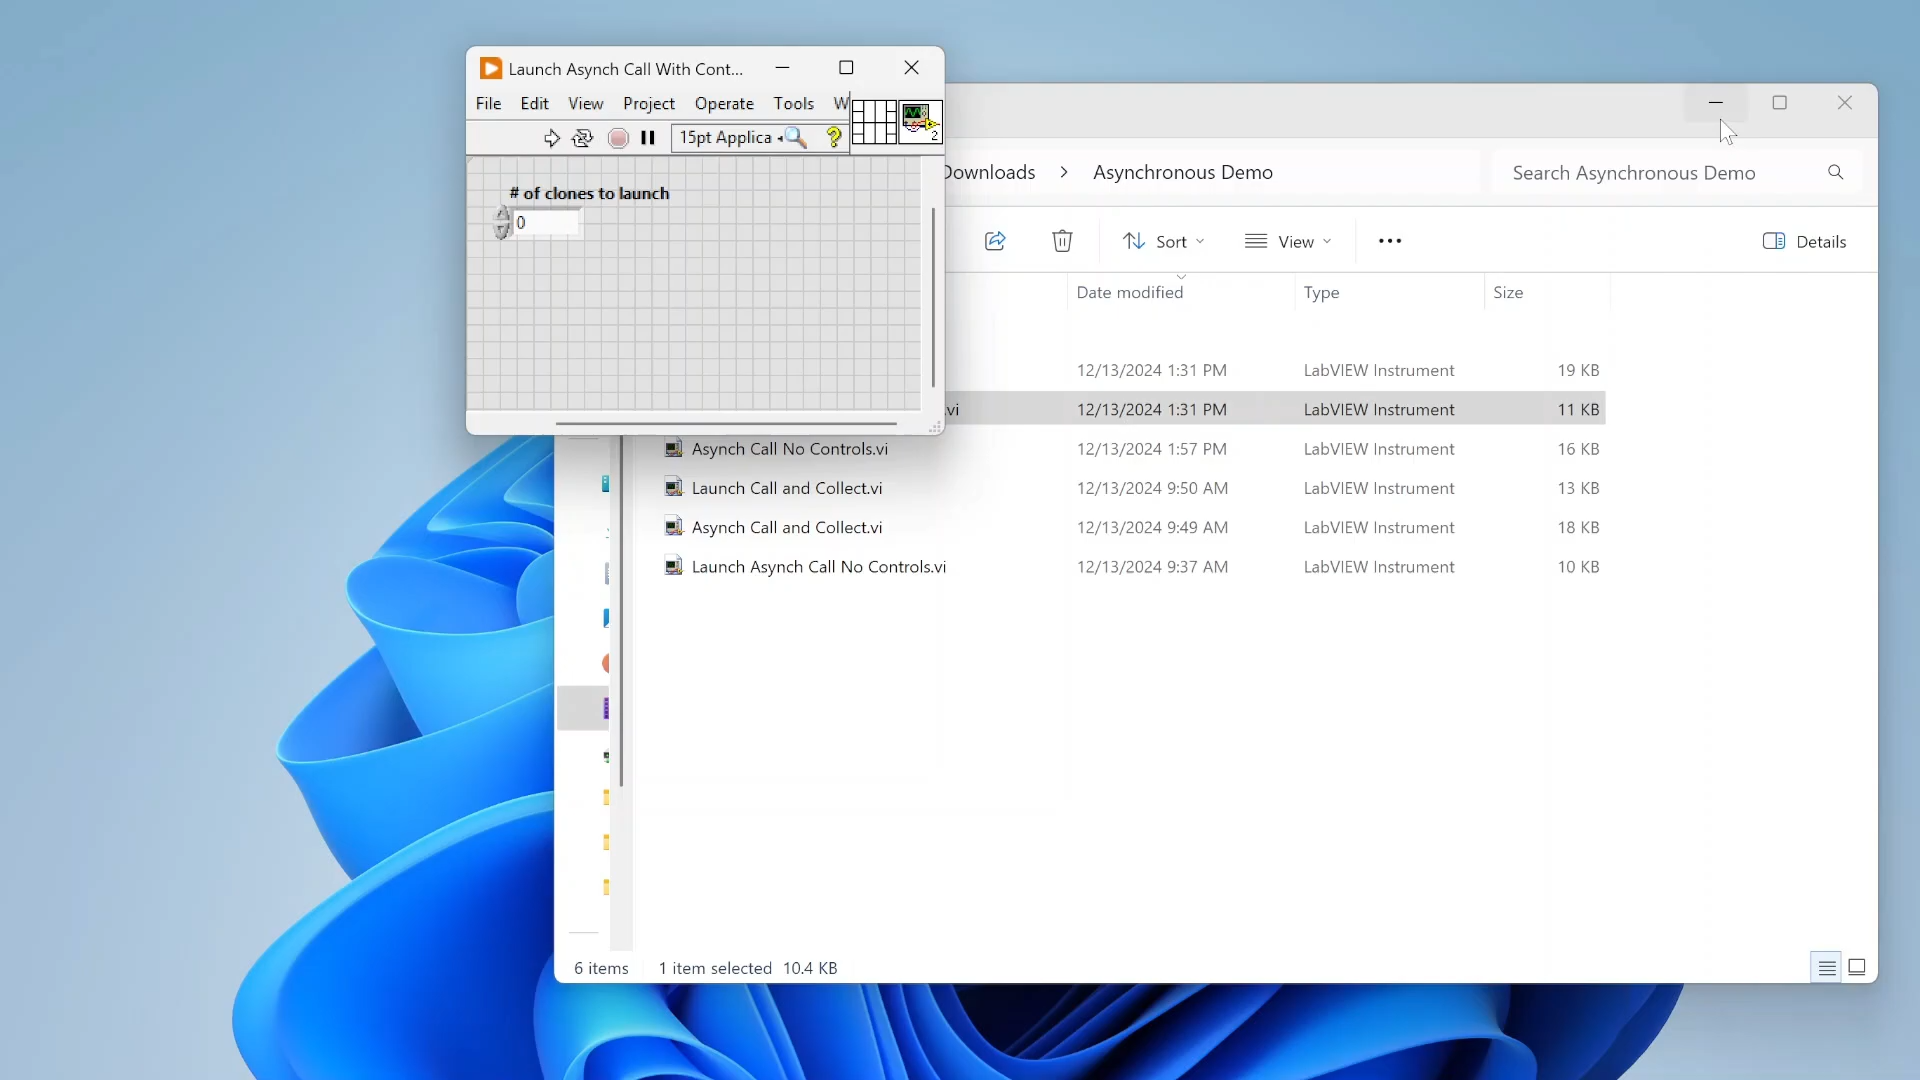 Launch Asynch Call With Cont...
File Edit View Project Operate Tools W
15pt Applica
2
# of clones to launch
0
Downloads > Asynchronous Demo
Search Asynchronous Demo
Sort
View
Details
Date modified Type Size
12/13/2024 1:31 PM LabVIEW Instrument 19 KB
.vi 12/13/2024 1:31 PM LabVIEW Instrument 11 KB
Asynch Call No Controls.vi 12/13/2024 1:57 PM LabVIEW Instrument 16 KB
Launch Call and Collect.vi 12/13/2024 9:50 AM LabVIEW Instrument 13 KB
Asynch Call and Collect.vi 12/13/2024 9:49 AM LabVIEW Instrument 18 KB
Launch Asynch Call No Controls.vi 12/13/2024 9:37 AM LabVIEW Instrument 10 KB
6 items 1 item selected 10.4 KB